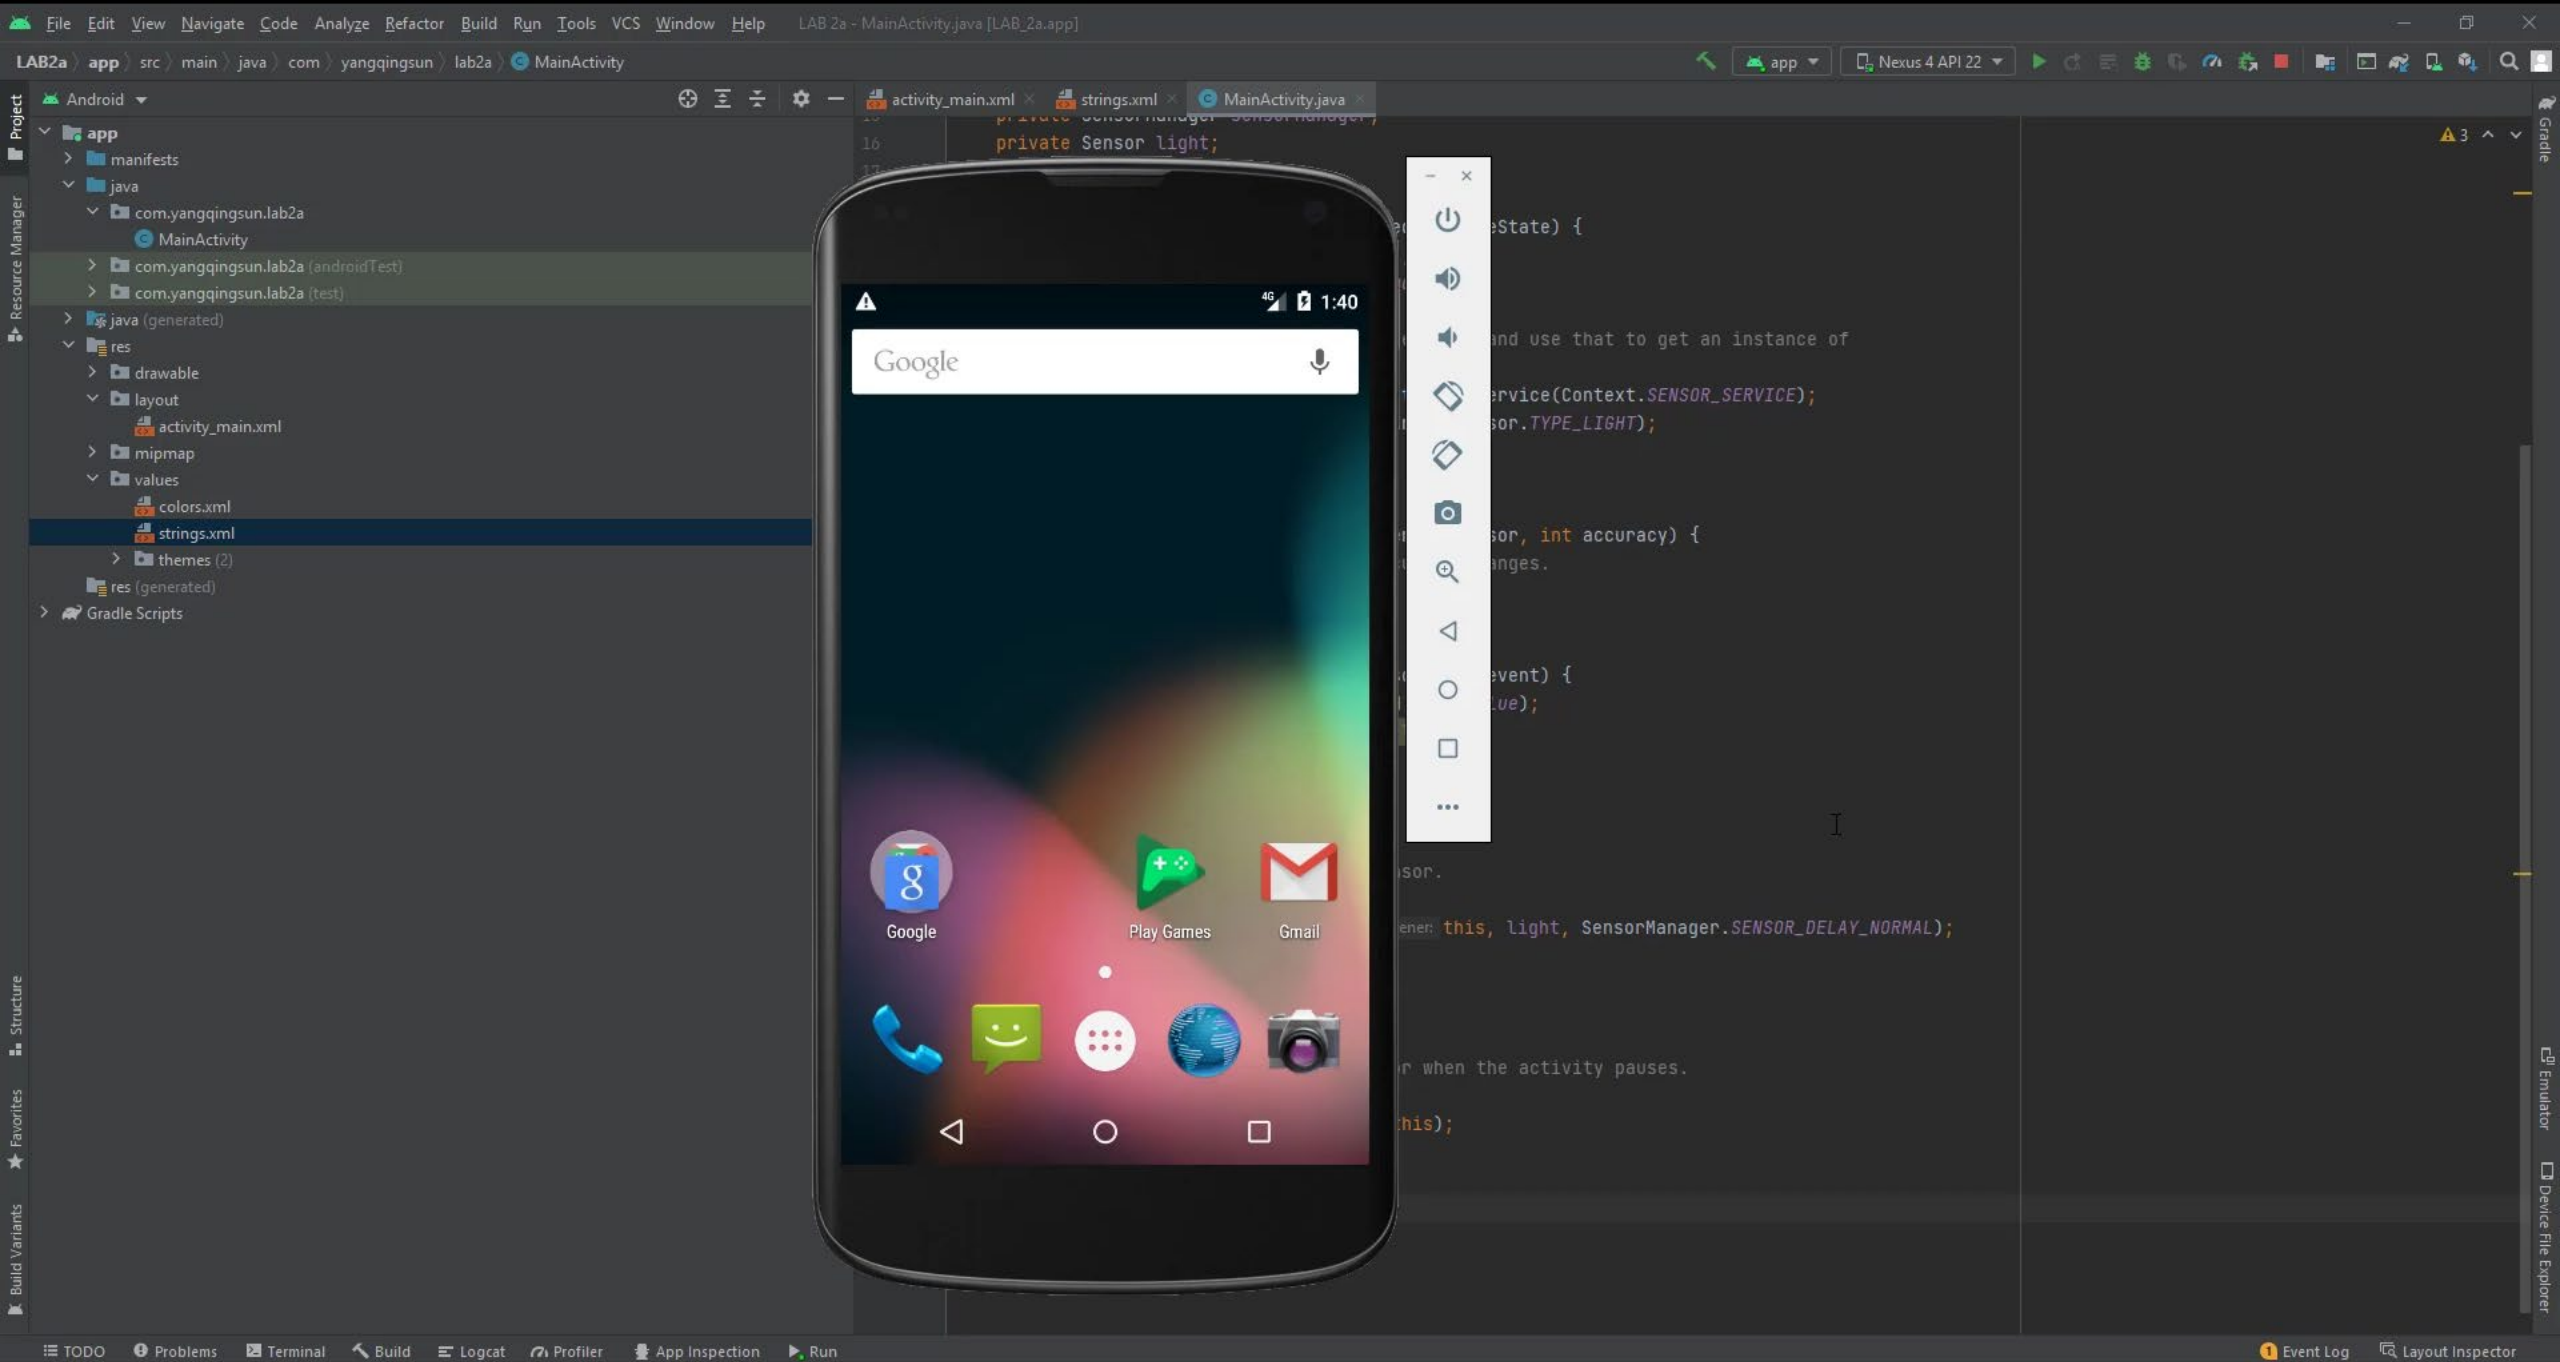 File Edit View Navigate Code Analyze Refactor Build Run Tools VCS Window Help LAB 2a - MainActivity.java [LAB_2a.app]
LAB2a app src main java com yangqingsun lab2a MainActivity app Nexus 4 API 22
Android
activity_main.xml strings.xml MainActivity.java
Project
Resource Manager
Structure
Favorites
Build Variants
app
manifests
java
com.yangqingsun.lab2a
MainActivity
com.yangqingsun.lab2a (androidTest)
com.yangqingsun.lab2a (test)
java (generated)
res
drawable
layout
activity_main.xml
mipmap
values
colors.xml
strings.xml
themes (2)
res (generated)
Gradle Scripts
16 private Sensor light;
3
eState) {
and use that to get an instance of
ervice(Context.SENSOR_SERVICE);
sor.TYPE_LIGHT);
sor, int accuracy) {
anges.
event) {
lue);
sor.
ener: this, light, SensorManager.SENSOR_DELAY_NORMAL);
r when the activity pauses.
this);
4G 1:40
Google
Google Play Games Gmail
Gradle
Emulator
Device File Explorer
TODO Problems Terminal Build Logcat Profiler App Inspection Run 1 Event Log Layout Inspector